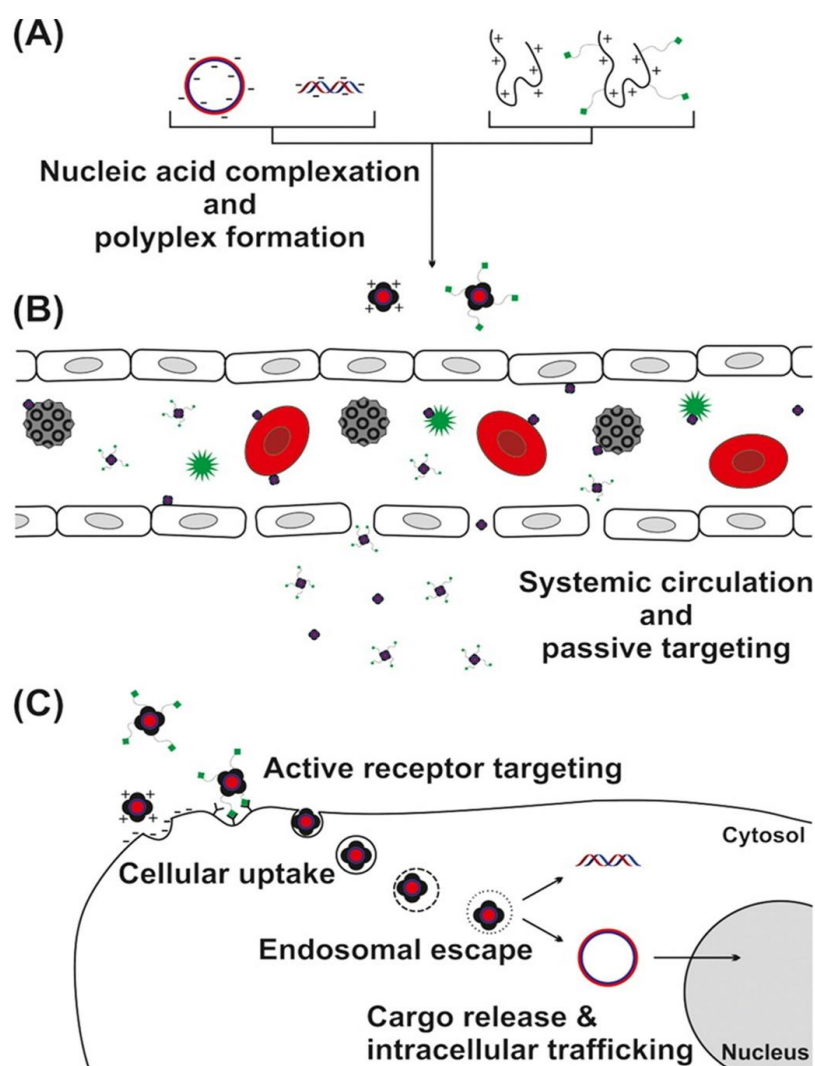 (A)
Nucleic acid complexation
and
polyplex formation
(B)
Systemic circulation
and
passive targeting
(C)
Active receptor targeting
Cytosol
Cellular uptake
Endosomal escape
Cargo release &
intracellular trafficking
Nucleus